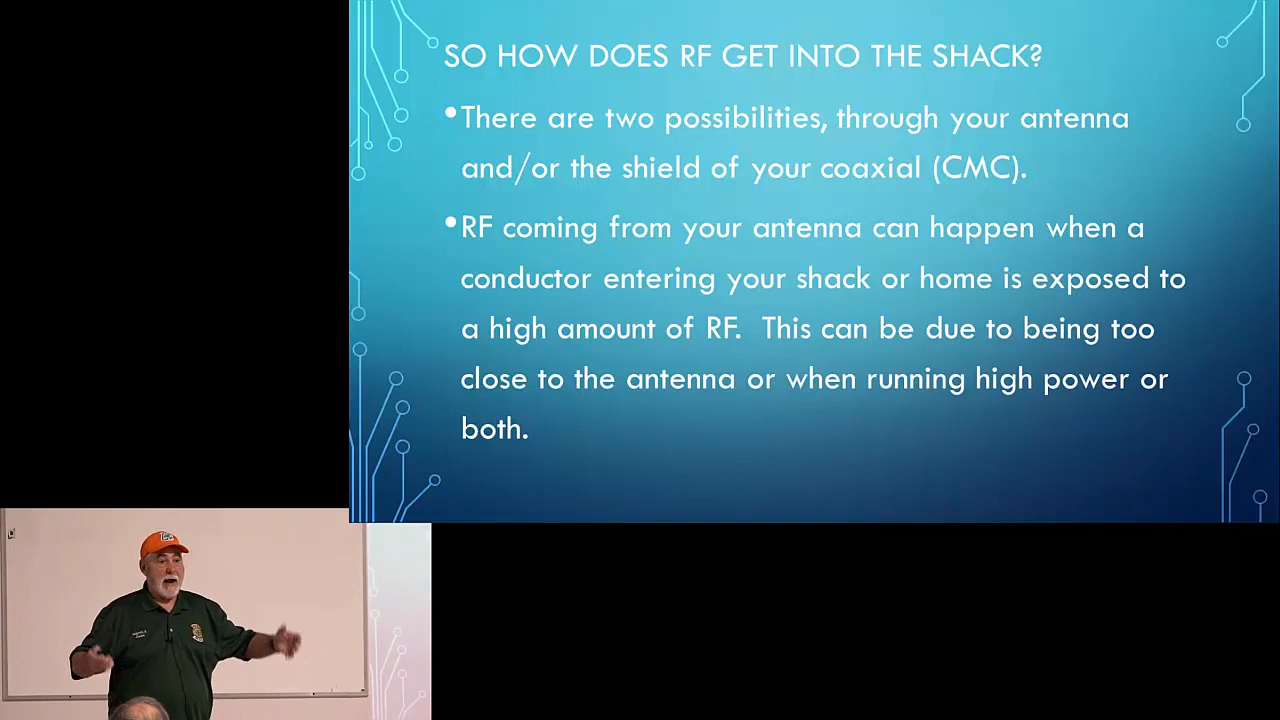 SO HOW DOES RF GET INTO THE SHACK?
•There are two possibilities, through your antenna
and/or the shield of your coaxial (CMC).
•RF coming from your antenna can happen when a
conductor entering your shack or home is exposed to
a high amount of RF.  This can be due to being too
close to the antenna or when running high power or
both.